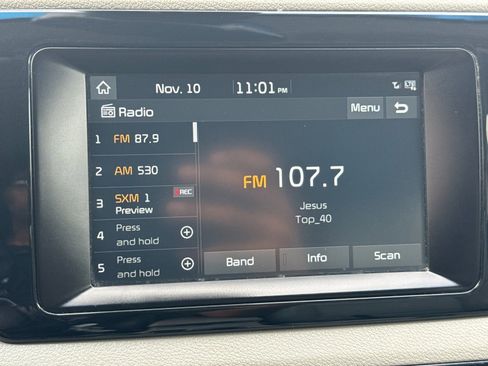 Nov. 10 11:01 PM
Radio Menu
1 FM 87.9
2 AM 530
3 SXM 1 REC
Preview
4 Press
and hold
5 Press
and hold
FM 107.7
Jesus
Top_40
Band Info Scan